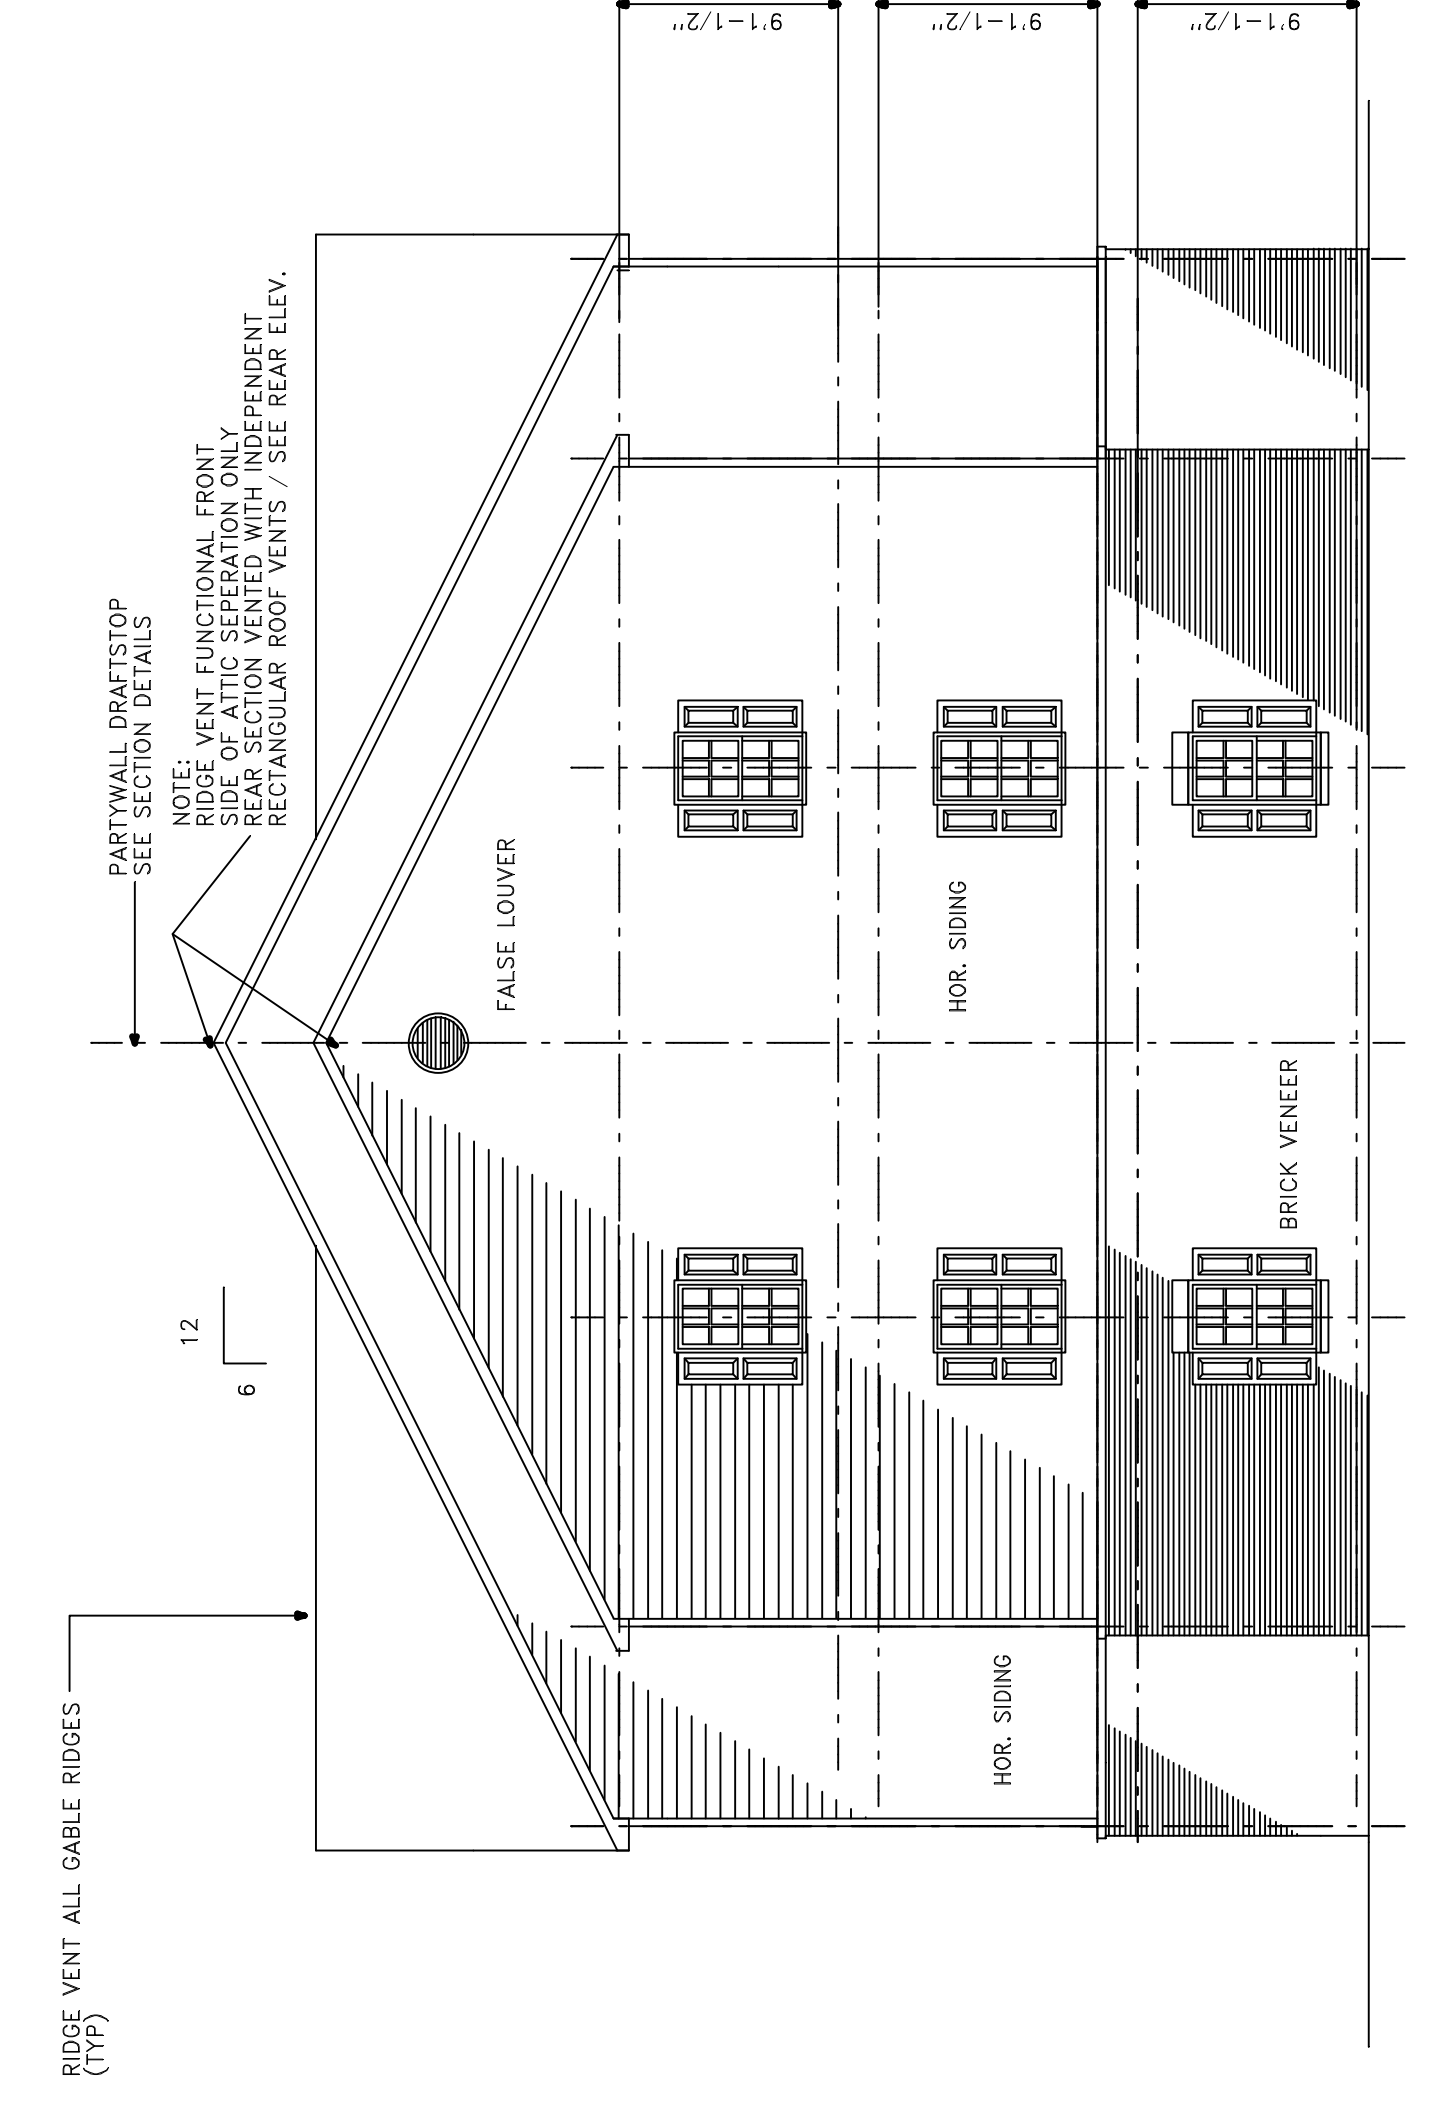 RIDGE VENT ALL GABLE RIDGES
(TYP)
PARTYWALL DRAFTSTOP
SEE SECTION DETAILS
NOTE:
RIDGE VENT FUNCTIONAL FRONT
SIDE OF ATTIC SEPERATION ONLY
REAR SECTION VENTED WITH INDEPENDENT
RECTANGULAR ROOF VENTS / SEE REAR ELEV.
12
6
FALSE LOUVER
HOR. SIDING
HOR. SIDING
BRICK VENEER
9'1-1/2"
9'1-1/2"
9'1-1/2"